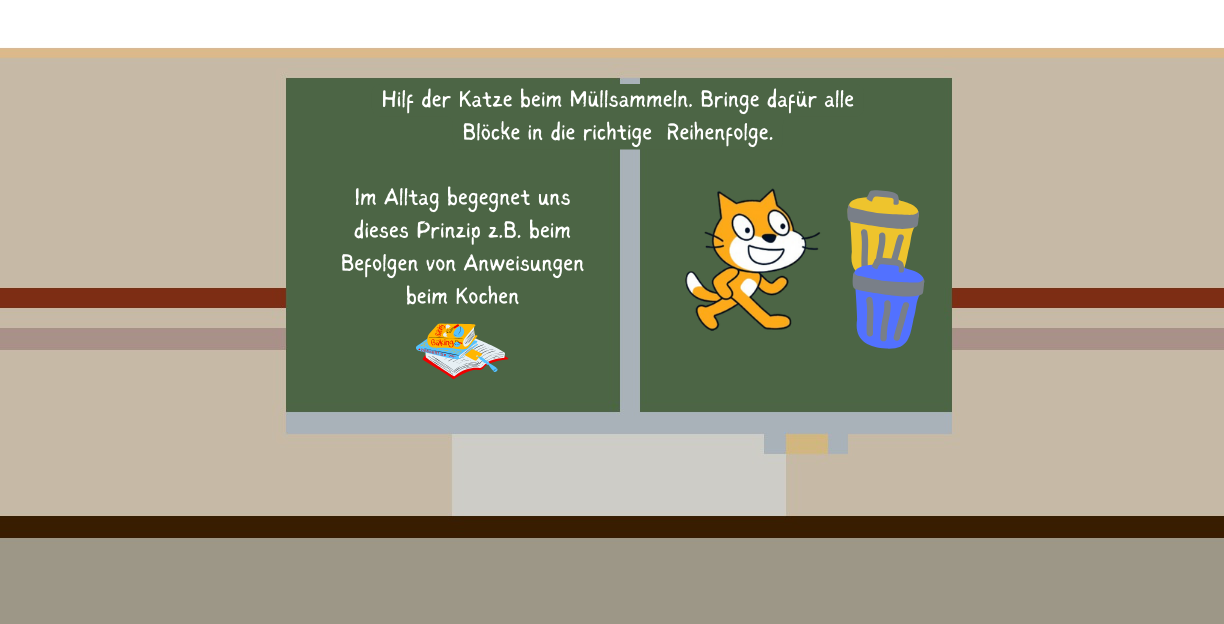 Hilf der Katze beim Müllsammeln. Bringe dafür alle
Blöcke in die richtige Reihenfolge.
Im Alltag begegnet uns
dieses Prinzip z.B. beim
Befolgen von Anweisungen
beim Kochen